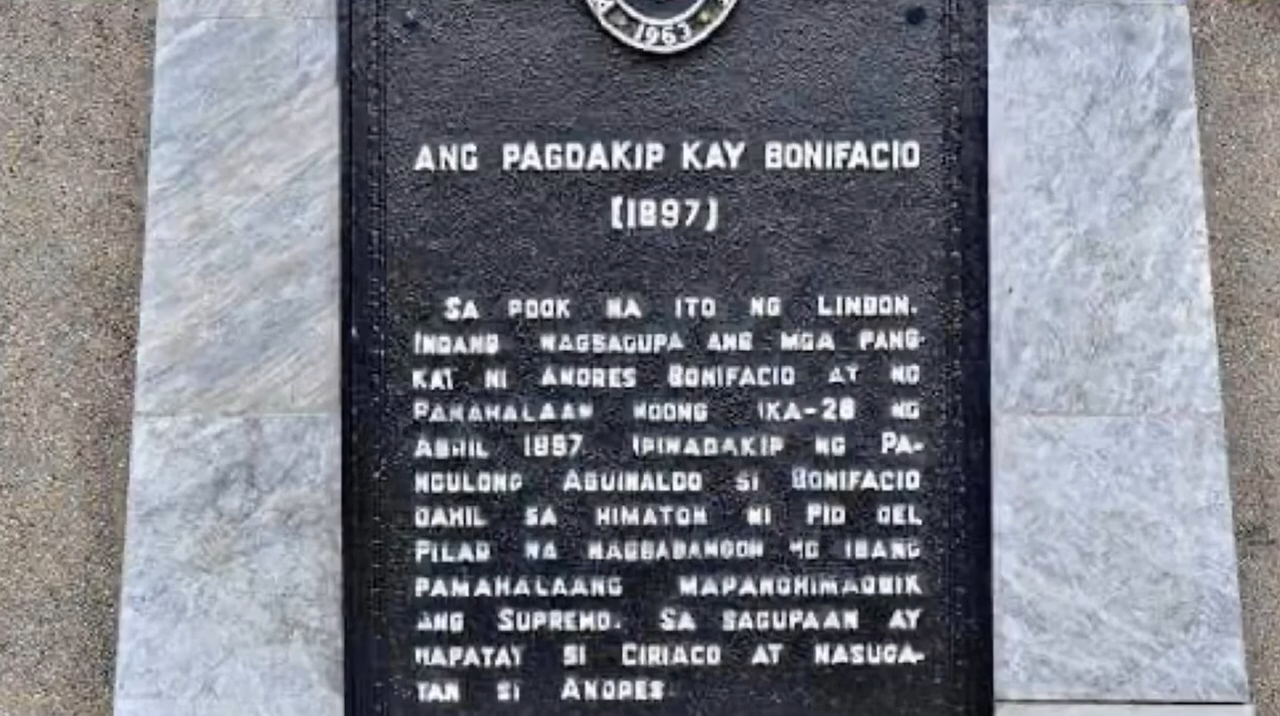 1963
ANG PAGDAKIP KAY BONIFACIO
(1897)
SA POOK NA ITO NG LIMBON,
INDANG NAGSAGUPA ANG MGA PANG-
KAT NI ANDRES BONIFACIO AT NG
PAMAHALAAN NOONG IKA-28 NG
ABRIL 1897. IPINADAKIP NG PA-
NGULONG AGUINALDO SI BONIFACIO
DAHIL SA HIMATON NI PIO DEL
PILAR NA NAGBABANGON NG IBANG
PAMAHALAANG MAPANGHIMAGSIK
ANG SUPREMO. SA SAGUPAAN AY
NAPATAY SI CIRIACO AT NASUGA-
TAN SI ANDRES